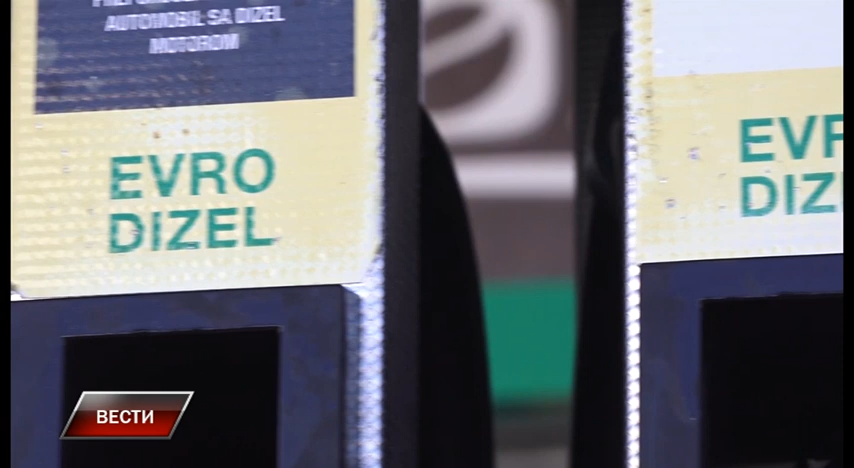 AUTOMOBIL SA DIZEL
MOTOROM
EVRO
DIZEL
EVR
DIZ
ВЕСТИ